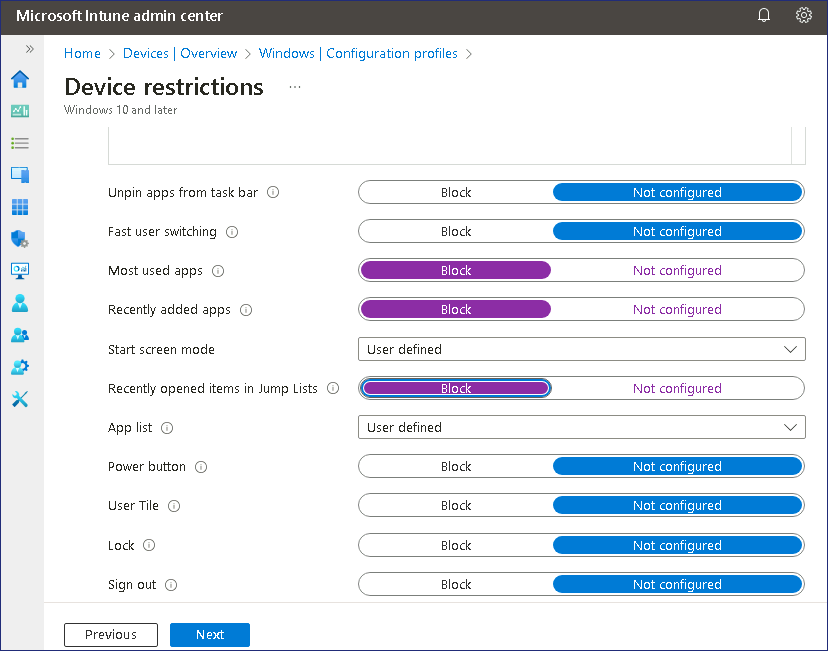 Microsoft Intune admin center
Home > Devices | Overview > Windows | Configuration profiles >
Device restrictions ...
Windows 10 and later
Unpin apps from task bar Block Not configured
Fast user switching Block Not configured
Most used apps Block Not configured
Recently added apps Block Not configured
Start screen mode User defined
Recently opened items in Jump Lists Block Not configured
App list User defined
Power button Block Not configured
User Tile Block Not configured
Lock Block Not configured
Sign out Block Not configured
Previous Next